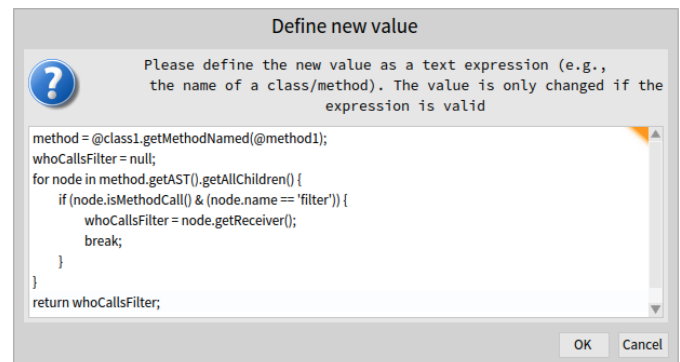 Define new value
Please define the new value as a text expression (e.g.,
the name of a class/method). The value is only changed if the
expression is valid
method = @class1.getMethodNamed(@method1);
whoCallsFilter = null;
for node in method.getAST().getAllChildren() {
if (node.isMethodCall() & (node.name == 'filter')) {
whoCallsFilter = node.getReceiver();
break;
}
}
return whoCallsFilter;
OK Cancel